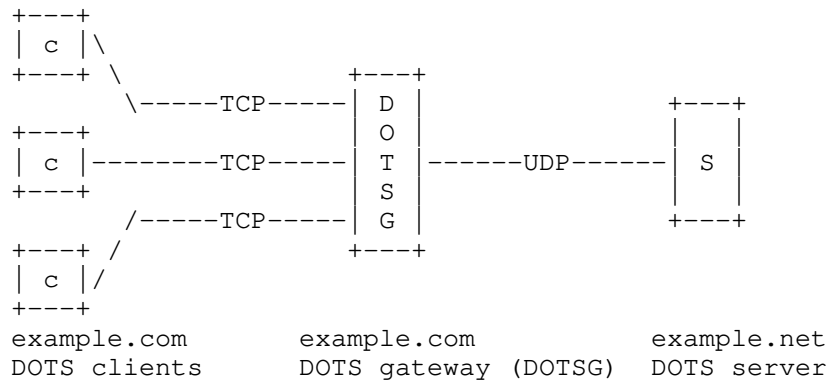 +---+
| c |\
+---+ \              +---+
       \-----TCP-----| D |               +---+
+---+                | O |               |   |
| c |--------TCP-----| T |------UDP------| S |
+---+                | S |               |   |
       /-----TCP-----| G |               +---+
+---+ /              +---+
| c |/
+---+
example.com       example.com           example.net
DOTS clients      DOTS gateway (DOTSG)  DOTS server